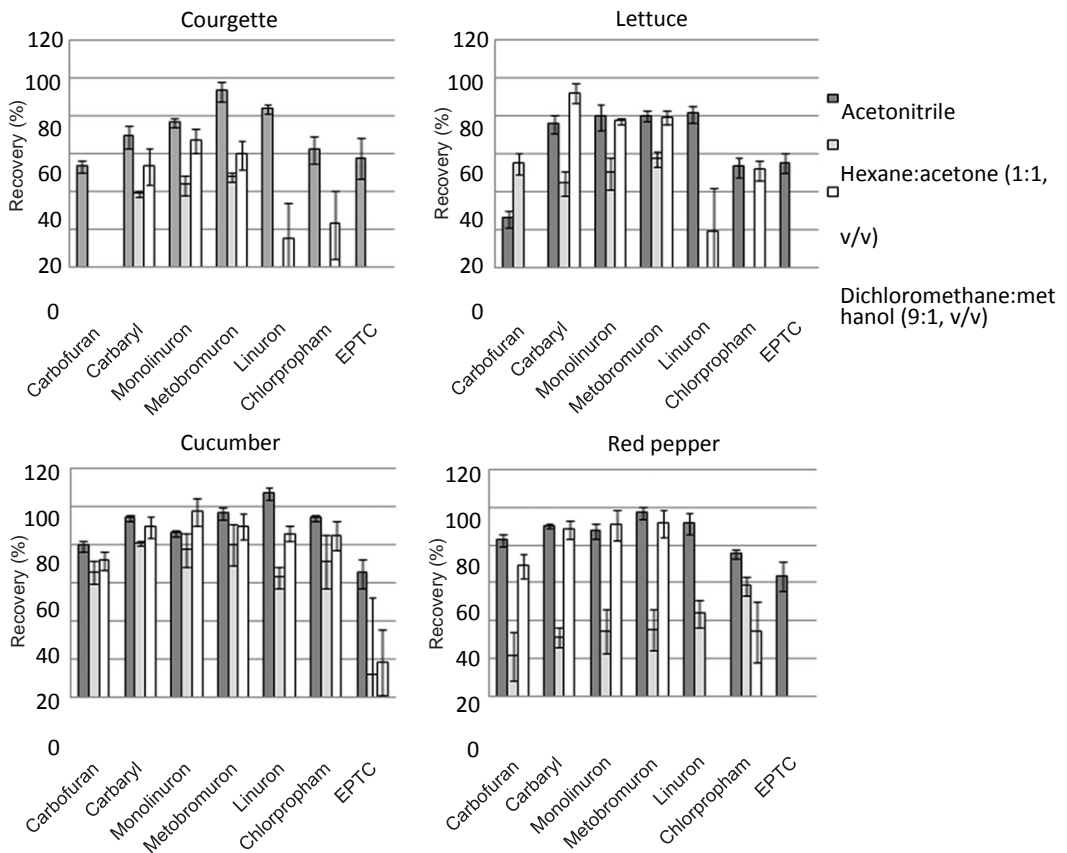 Courgette
120
100
80
60
40
20
0
Recovery (%)
Carbofuran
Carbaryl
Monolinuron
Metobromuron
Linuron
Chlorpropham
EPTC
Lettuce
120
100
80
60
40
20
0
Recovery (%)
Carbofuran
Carbaryl
Monolinuron
Metobromuron
Linuron
Chlorpropham
EPTC
Acetonitrile
Hexane:acetone (1:1,
v/v)
Dichloromethane:met
hanol (9:1, v/v)
Cucumber
120
100
80
60
40
20
0
Recovery (%)
Carbofuran
Carbaryl
Monolinuron
Metobromuron
Linuron
Chlorpropham
EPTC
Red pepper
120
100
80
60
40
20
0
Recovery (%)
Carbofuran
Carbaryl
Monolinuron
Metobromuron
Linuron
Chlorpropham
EPTC